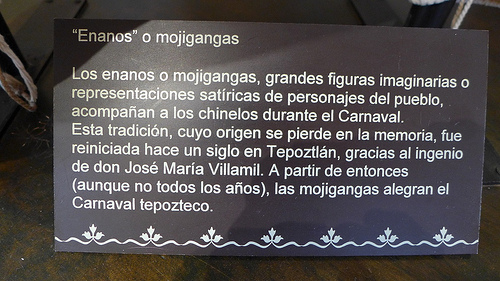 "Enanos" o mojigangas
Los enanos o mojigangas, grandes figuras imaginarias o
representaciones satíricas de personajes del pueblo,
acompañan a los chinelos durante el Carnaval.
Esta tradición, cuyo origen se pierde en la memoria, fue
reiniciada hace un siglo en Tepoztlán, gracias al ingenio
de don José María Villamil. A partir de entonces
(aunque no todos los años), las mojigangas alegran el
Carnaval tepozteco.